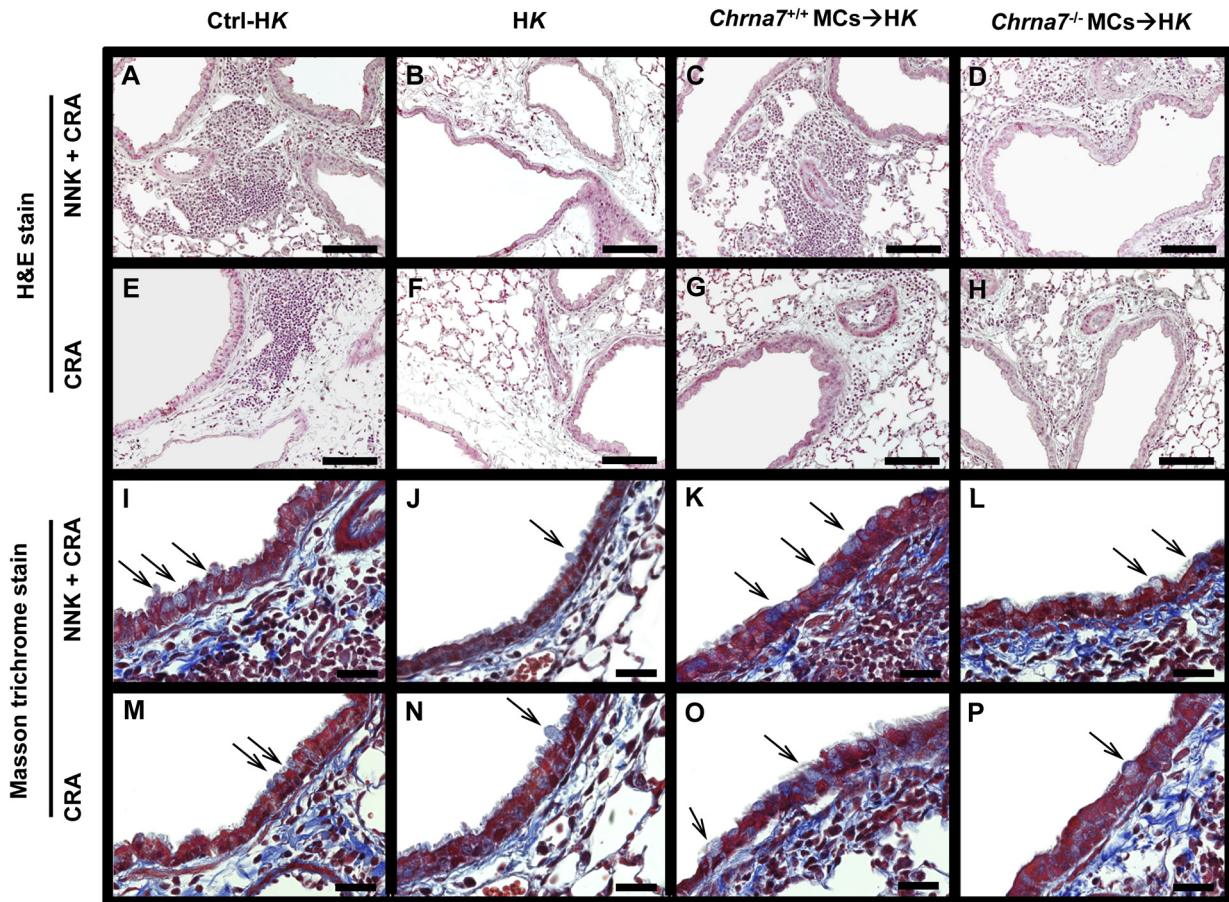 Ctrl-HK HK Chrna7+/+ MCs→HK Chrna7-/- MCs→HK
H&E stain
NNK + CRA
A B C D
CRA
E F G H
Masson trichrome stain
NNK + CRA
I J K L
CRA
M N O P